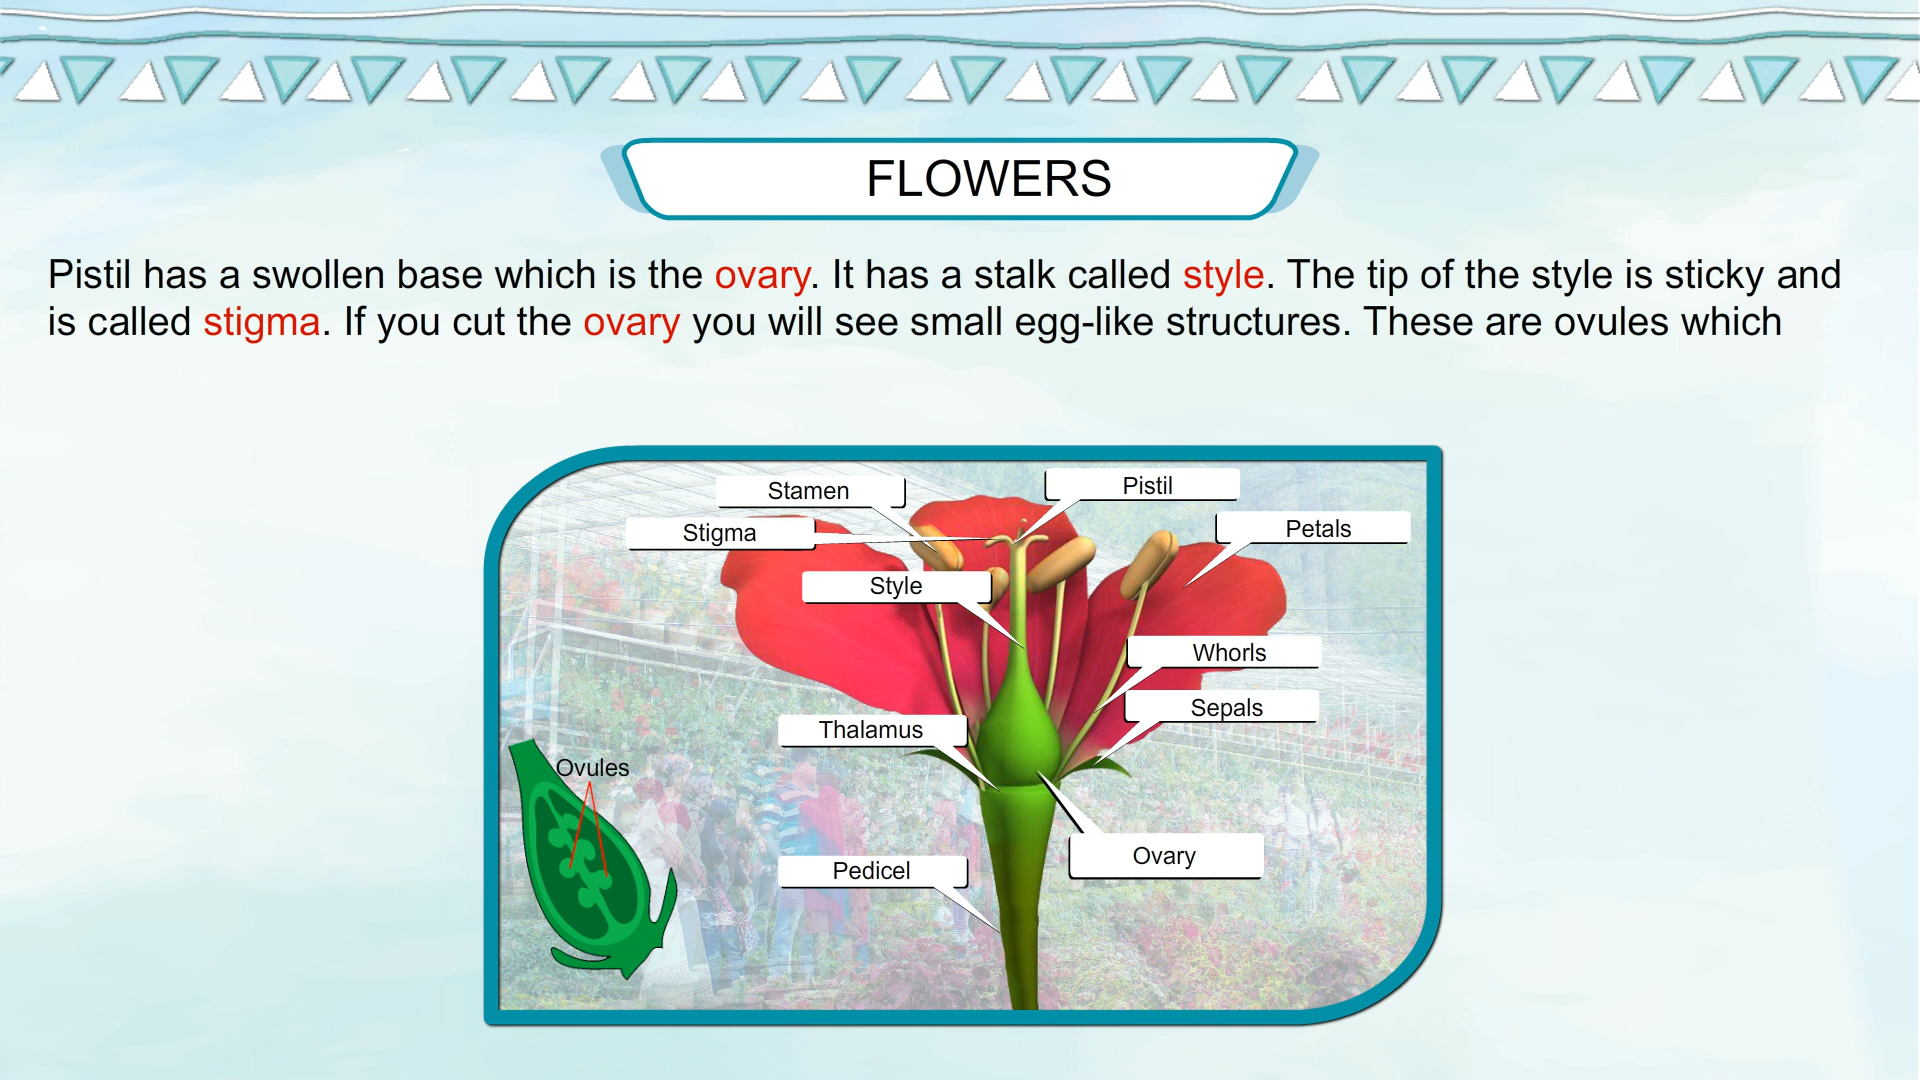 FLOWERS
Pistil has a swollen base which is the ovary. It has a stalk called style. The tip of the style is sticky and
is called stigma. If you cut the ovary you will see small egg-like structures. These are ovules which
Stamen
Pistil
Stigma
Petals
Style
Whorls
Sepals
Thalamus
Ovules
Ovary
Pedicel